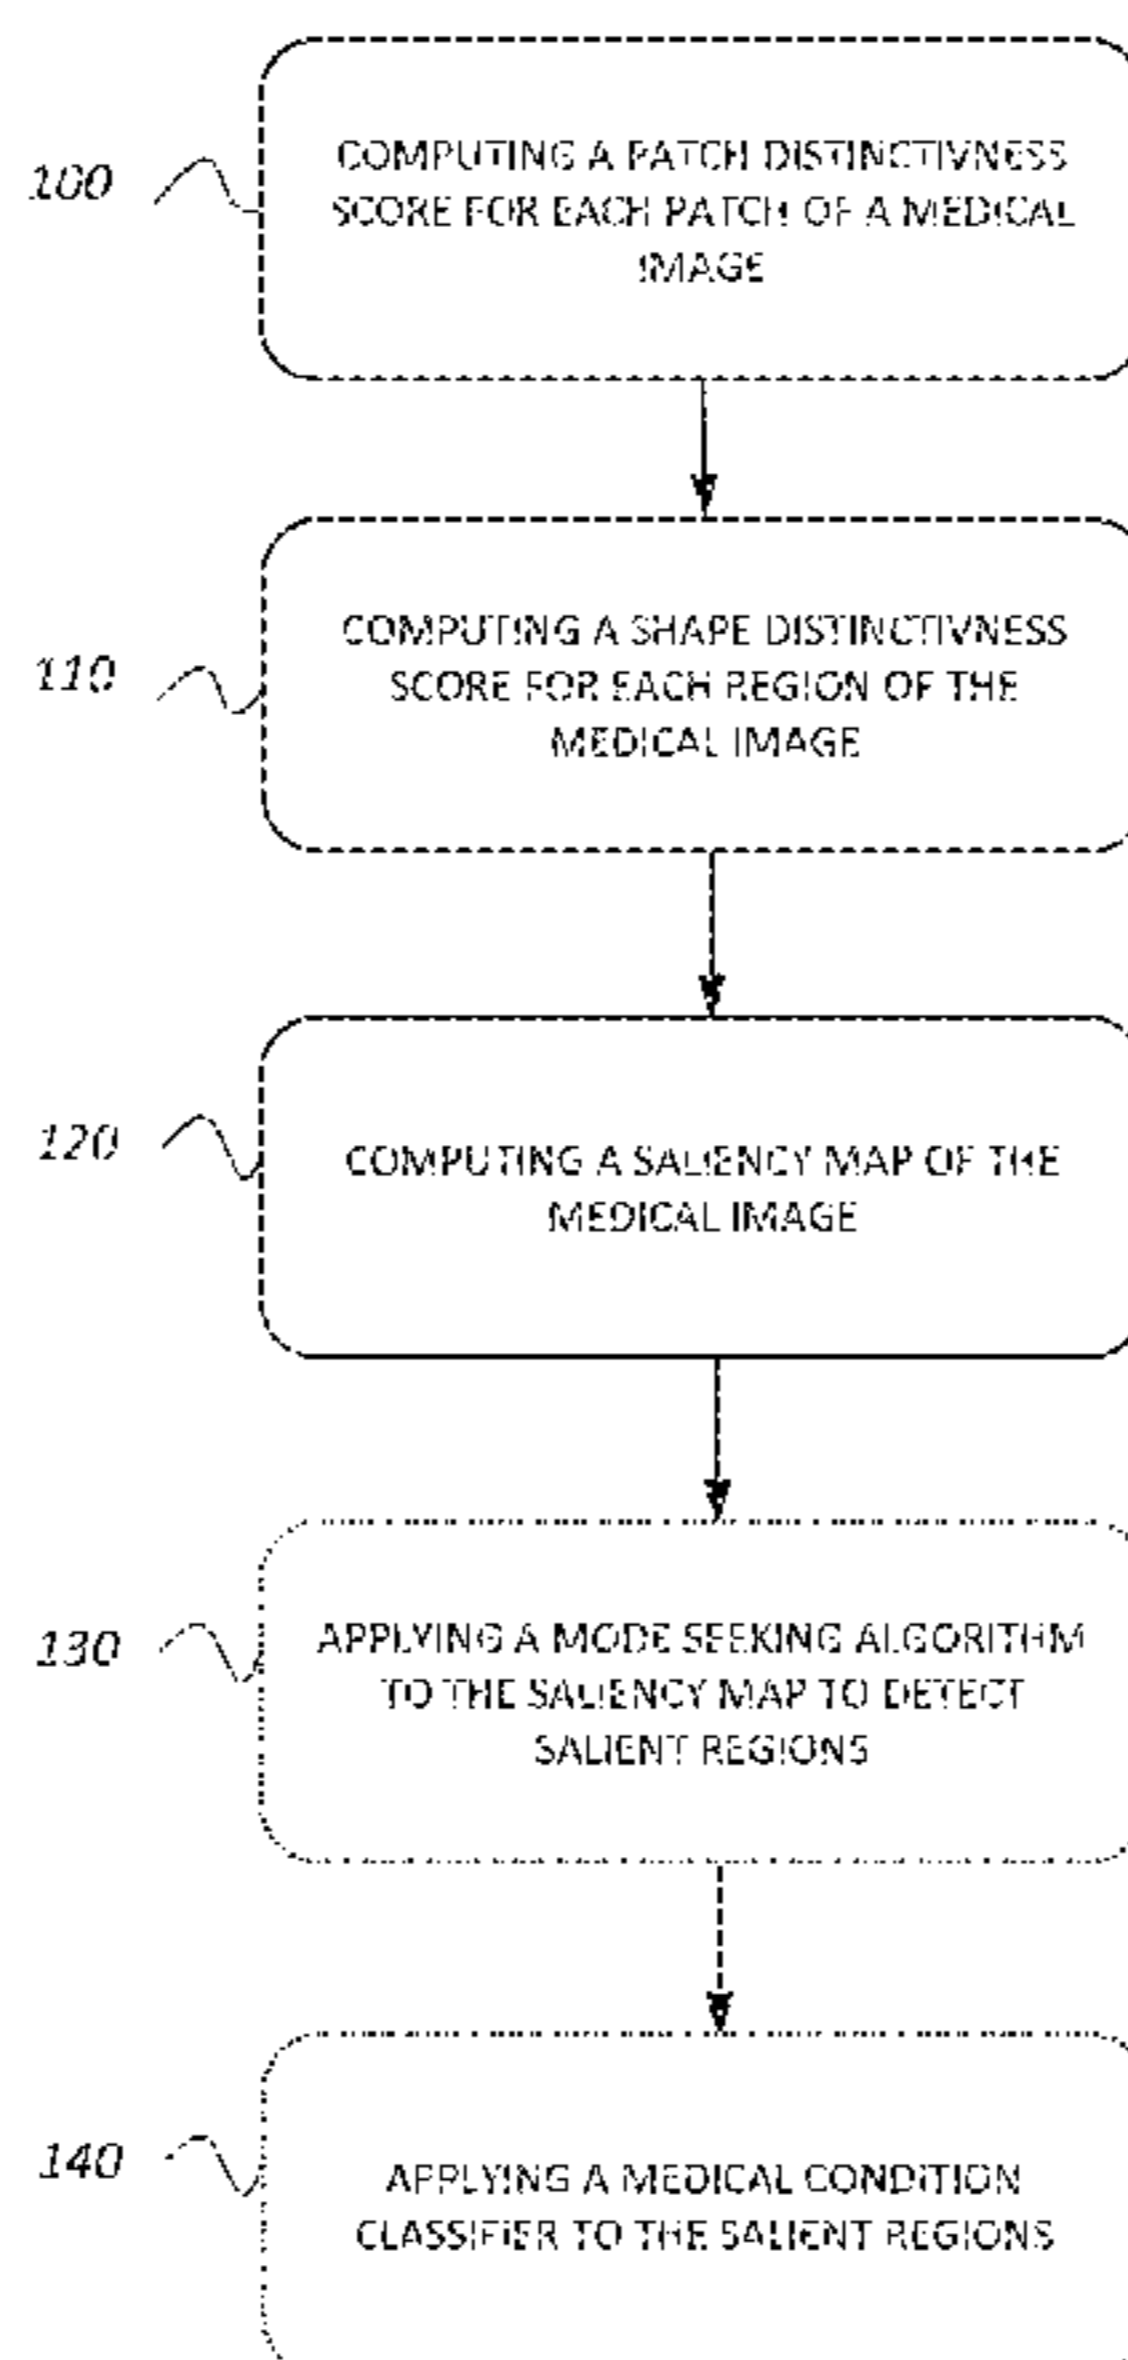 100
COMPUTING A PATCH DISTINCTIVNESS
SCORE FOR EACH PATCH OF A MEDICAL
IMAGE
110
COMPUTING A SHAPE DISTINCTIVNESS
SCORE FOR EACH REGION OF THE
MEDICAL IMAGE
120
COMPUTING A SALIENCY MAP OF THE
MEDICAL IMAGE
130
APPLYING A MODE SEEKING ALGORITHM
TO THE SALIENCY MAP TO DETECT
SALIENT REGIONS
140
APPLYING A MEDICAL CONDITION
CLASSIFIER TO THE SALIENT REGIONS